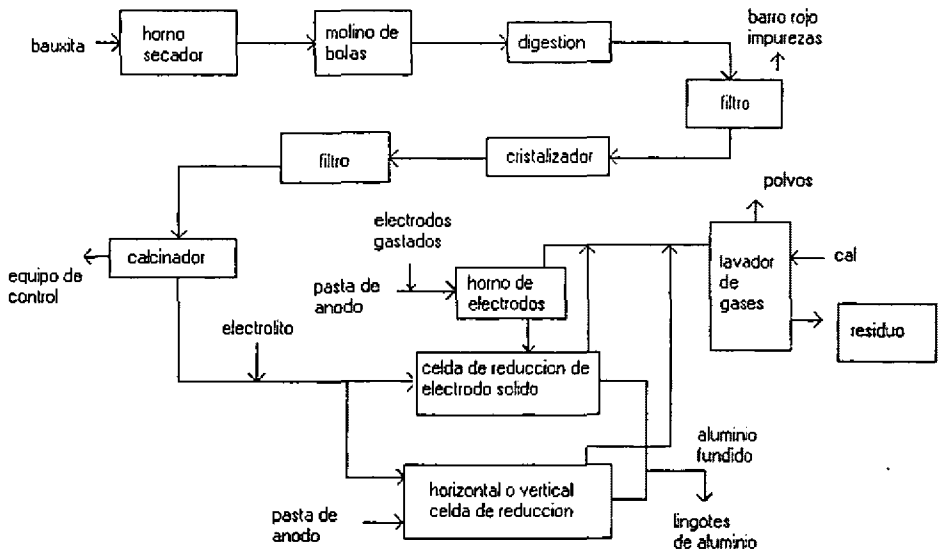 bauxita
horno
secador
molino de
bolas
digestion
barro rojo
impurezas
filtro
cristalizador
filtro
calcinador
equipo de
control
electrodos
gastados
pasta de
anodo
horno de
electrodos
polvos
lavador
de
gases
cal
residuo
electrolito
celda de reduccion de
electrodo solido
horizontal o vertical
celda de reduccion
pasta de
anodo
aluminio
fundido
lingotes
de aluminio